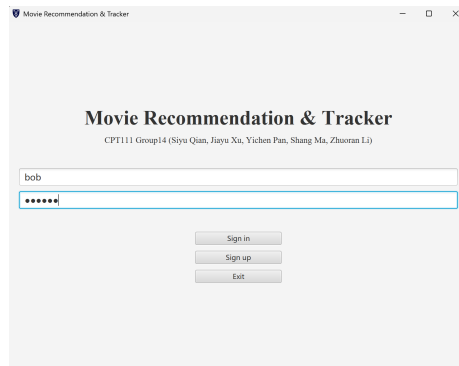 Movie Recommendation & Tracker
Movie Recommendation & Tracker
CPT111 Group14 (Siyu Qian, Jiayu Xu, Yichen Pan, Shang Ma, Zhuoran Li)
bob
●●●●●●
Sign in
Sign up
Exit